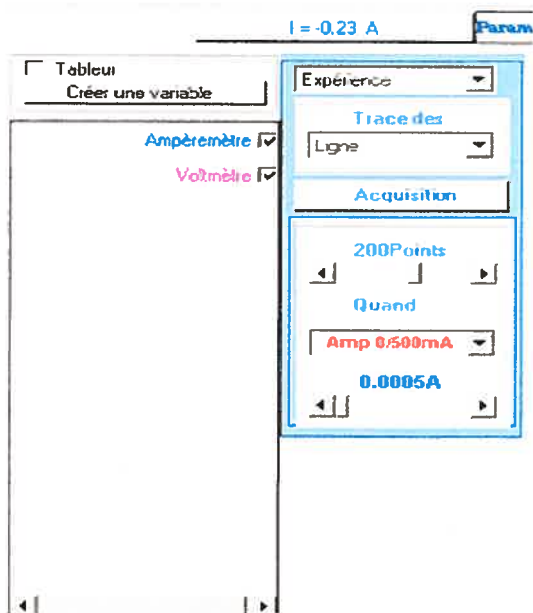 I = -0.23 A
Param
Tableur
Créer une variable
Ampèremètre
Voltmètre
Expérience
Trace des
Ligne
Acquisition
200Points
Quand
Amp 0/500mA
0.0005A